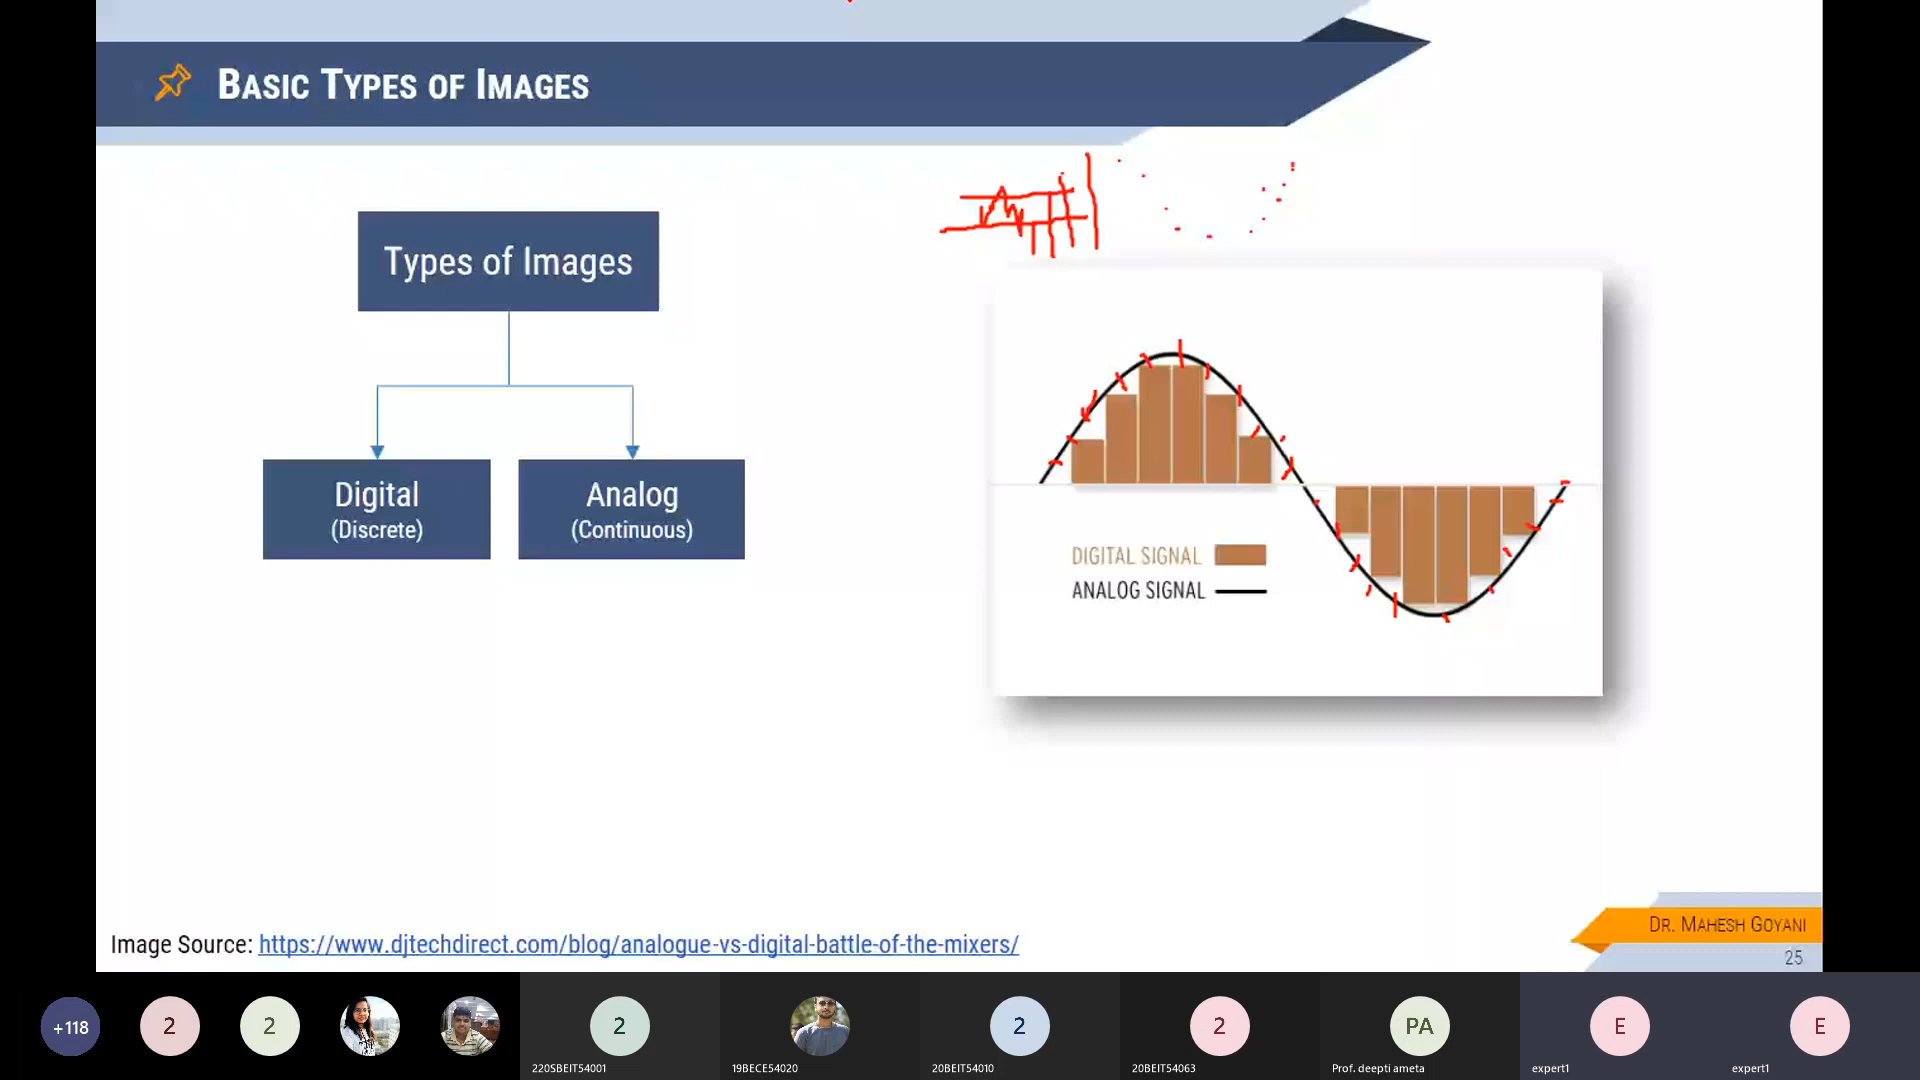 BASIC TYPES OF IMAGES
Types of Images
Digital
(Discrete)
Analog
(Continuous)
DIGITAL SIGNAL
ANALOG SIGNAL
Image Source: https://www.djtechdirect.com/blog/analogue-vs-digital-battle-of-the-mixers/
DR. MAHESH GOYANI
25
+118
2
2
2
220SBEIT54001
19BECE54020
2
20BEIT54010
2
20BEIT54063
PA
Prof. deepti ameta
E
expert1
E
expert1